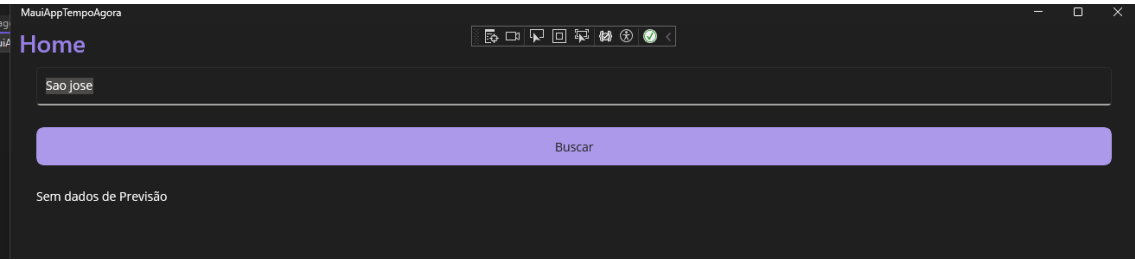 MauiAppTempoAgora
Home
Sao jose
Buscar
Sem dados de Previsão